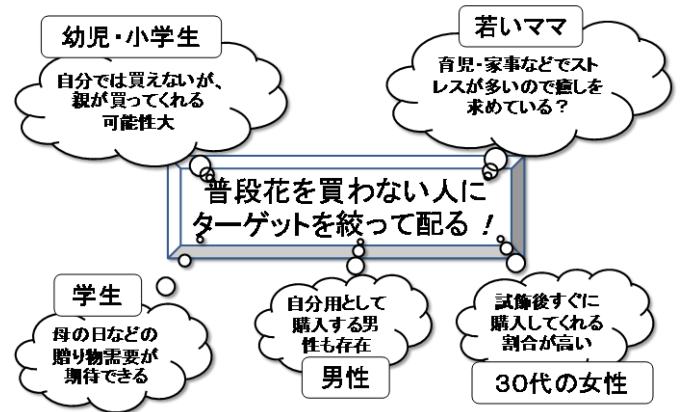 幼児・小学生
自分では買えないが、
親が買ってくれる
可能性大
若いママ
育児・家事などでスト
レスが多いので癒しを
求めている？
普段花を買わない人に
ターゲットを絞って配る！
学生
母の日などの
贈り物需要が
期待できる
自分用として
購入する男
性も存在
男性
試飾後すぐに
購入してくれる
割合が高い
30代の女性